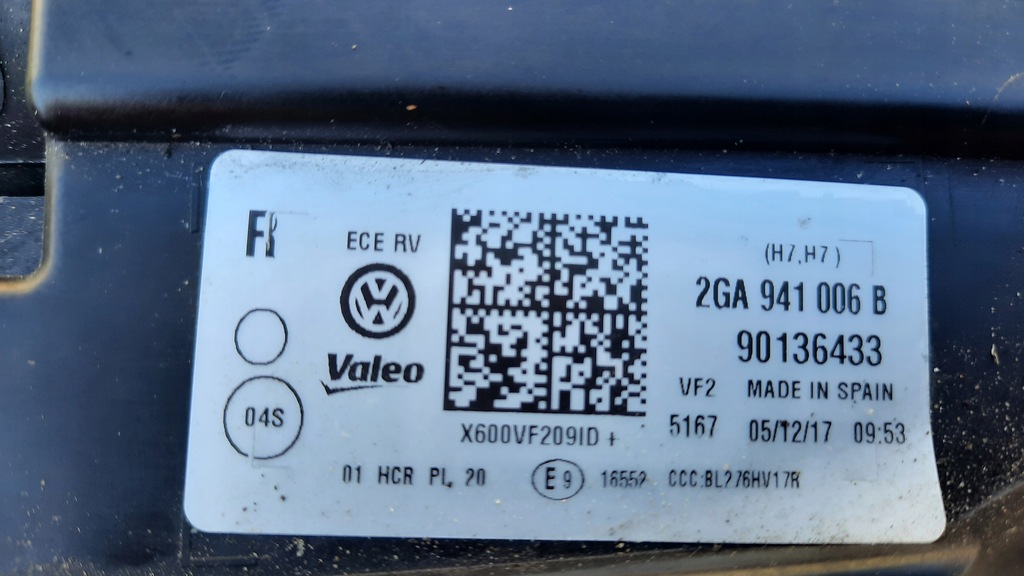 R
ECE RV
Valeo
04S
X600VF209ID +
(H7,H7)
2GA 941 006 B
90136433
VF2 MADE IN SPAIN
5167 05/12/17 09:53
01 HCR PL 20 E9 16552 CCC:BL276HV17R